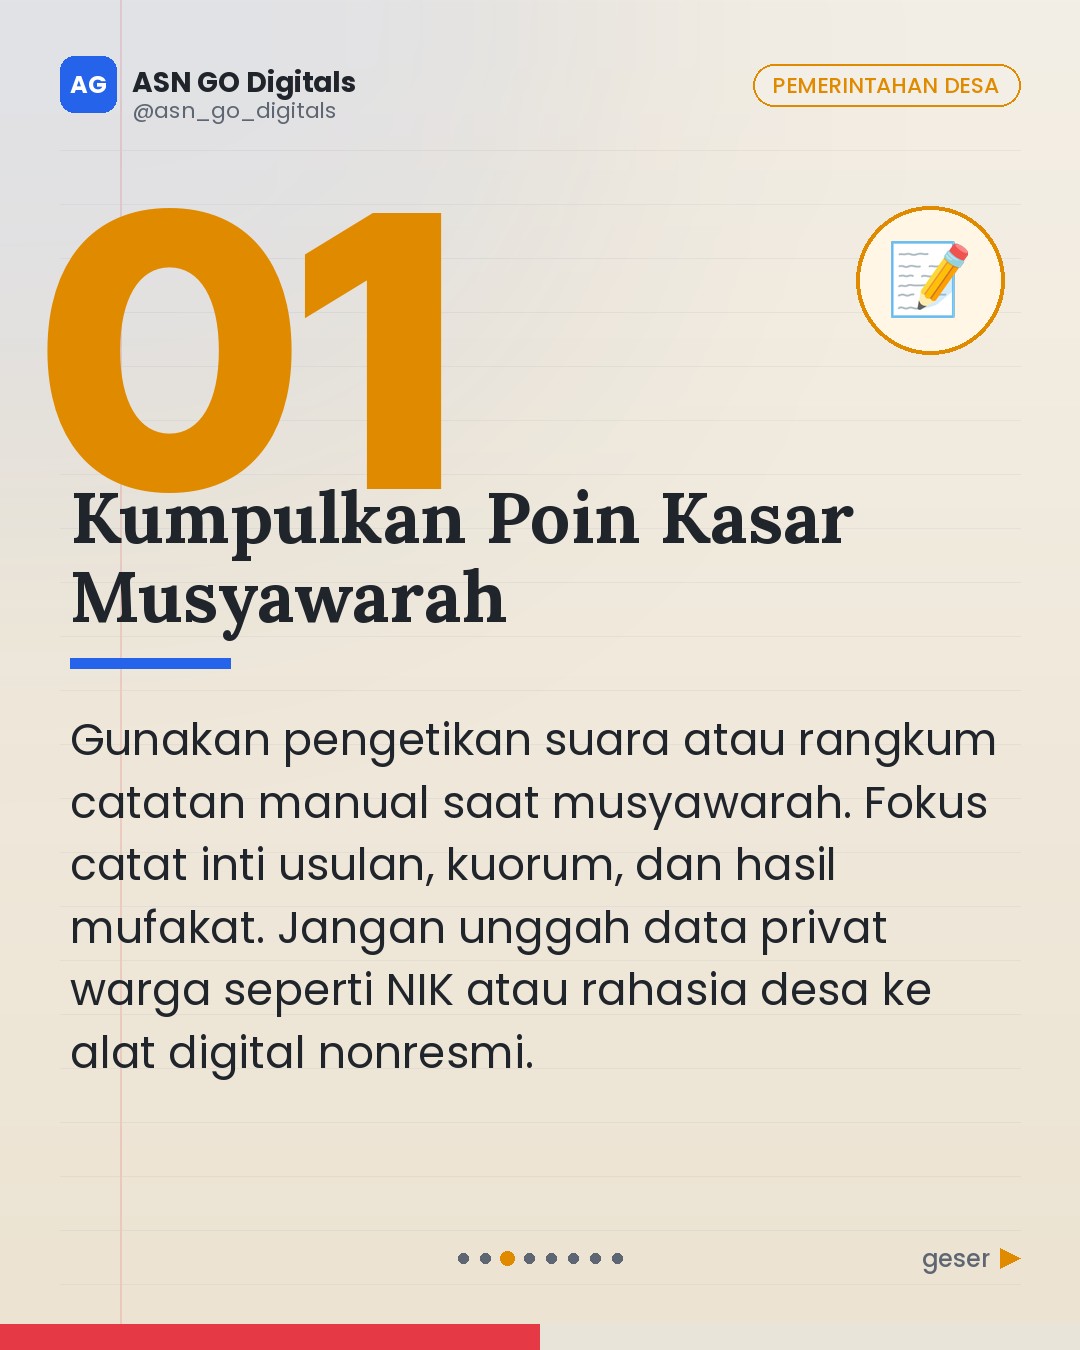 AG
ASN GO Digitals
@asn_go_digitals
PEMERINTAHAN DESA
01
Kumpulkan Poin Kasar
Musyawarah
Gunakan pengetikan suara atau rangkum
catatan manual saat musyawarah. Fokus
catat inti usulan, kuorum, dan hasil
mufakat. Jangan unggah data privat
warga seperti NIK atau rahasia desa ke
alat digital nonresmi.
geser